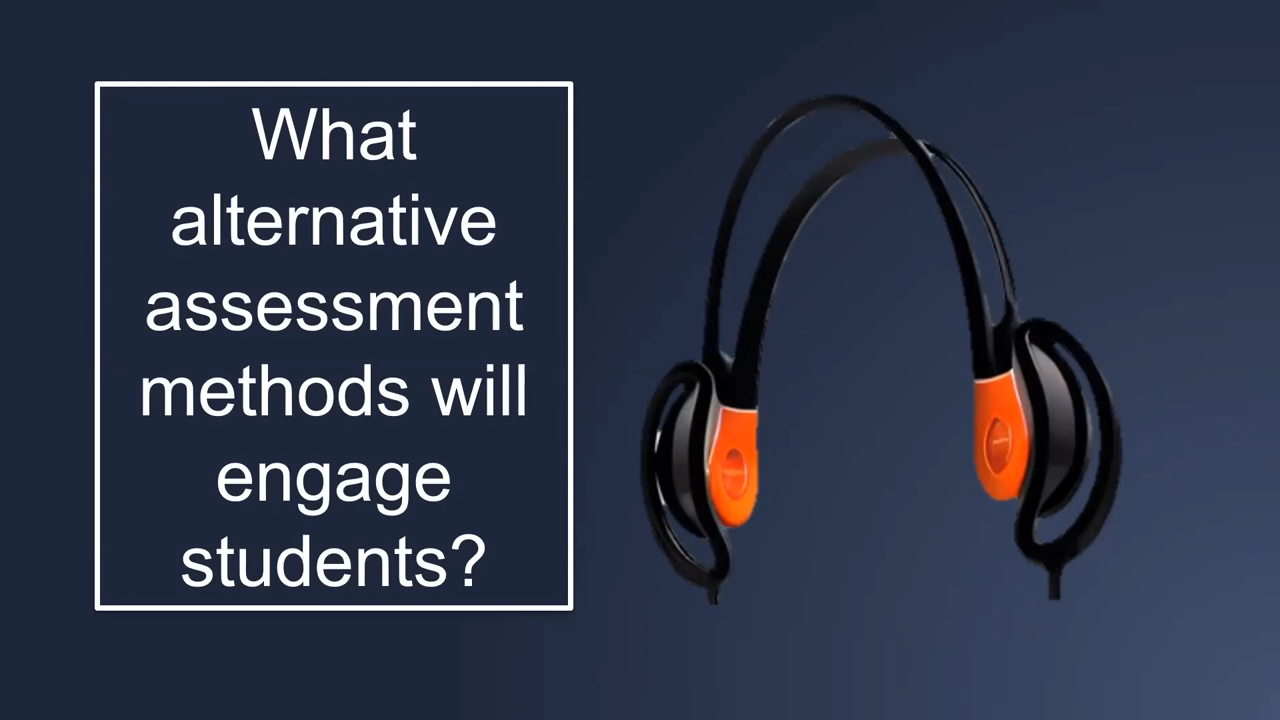 What
alternative
assessment
methods will
engage
students?